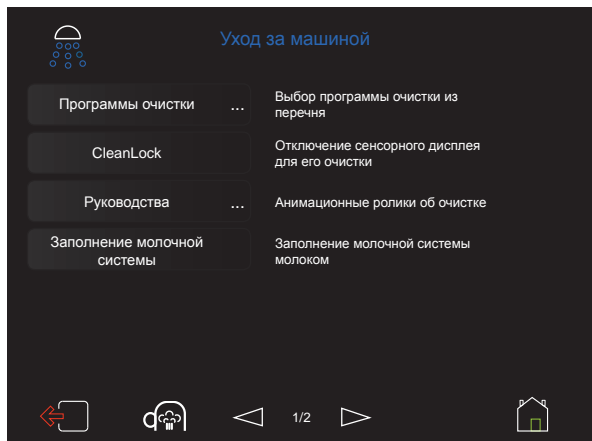 Уход за машиной
Программы очистки ...
Выбор программы очистки из
перечня
CleanLock
Отключение сенсорного дисплея
для его очистки
Руководства ...
Анимационные ролики об очистке
Заполнение молочной
системы
Заполнение молочной системы
молоком
1/2